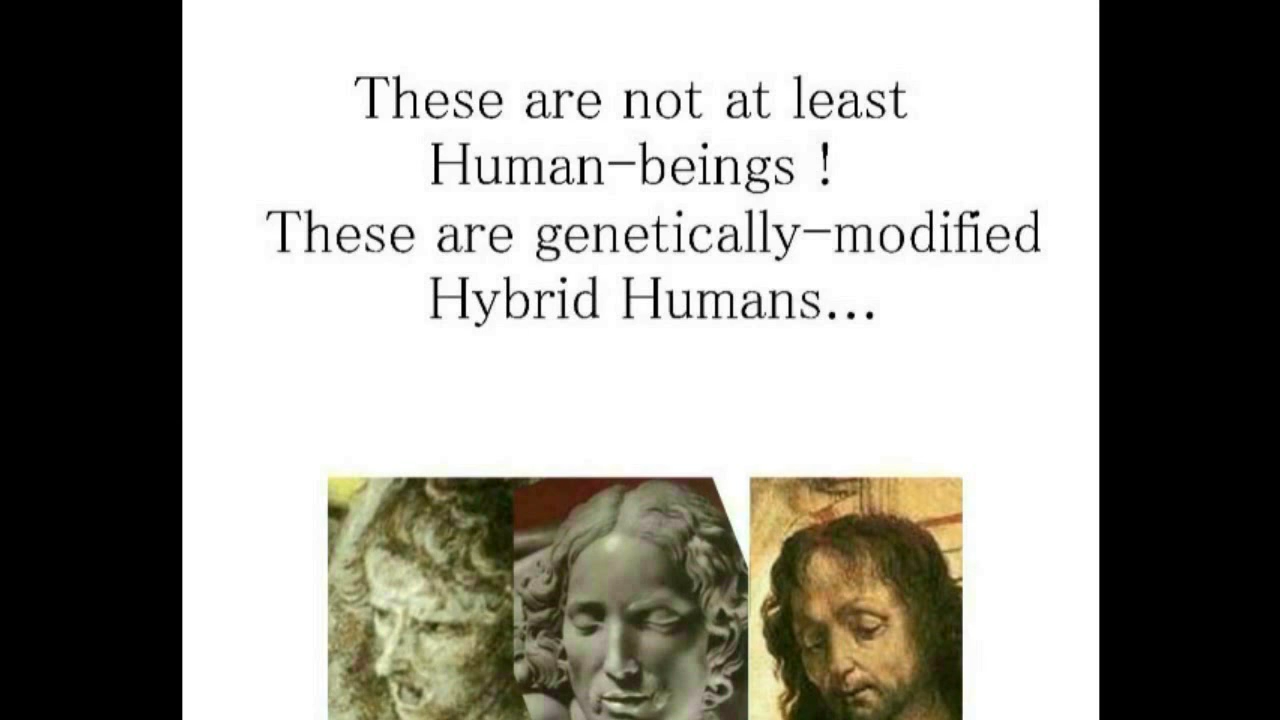 These are not at least
Human-beings !
These are genetically-modified
Hybrid Humans...